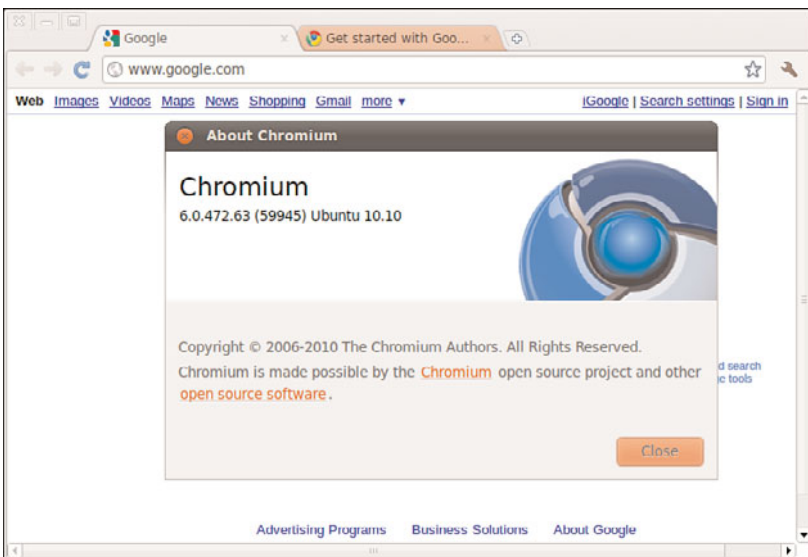 Google
Get started with Goo...
www.google.com
Web Images Videos Maps News Shopping Gmail more ▾
iGoogle | Search settings | Sign in
About Chromium
Chromium
6.0.472.63 (59945) Ubuntu 10.10
Copyright © 2006-2010 The Chromium Authors. All Rights Reserved.
Chromium is made possible by the Chromium open source project and other
open source software.
d search
e tools
Close
Advertising Programs Business Solutions About Google